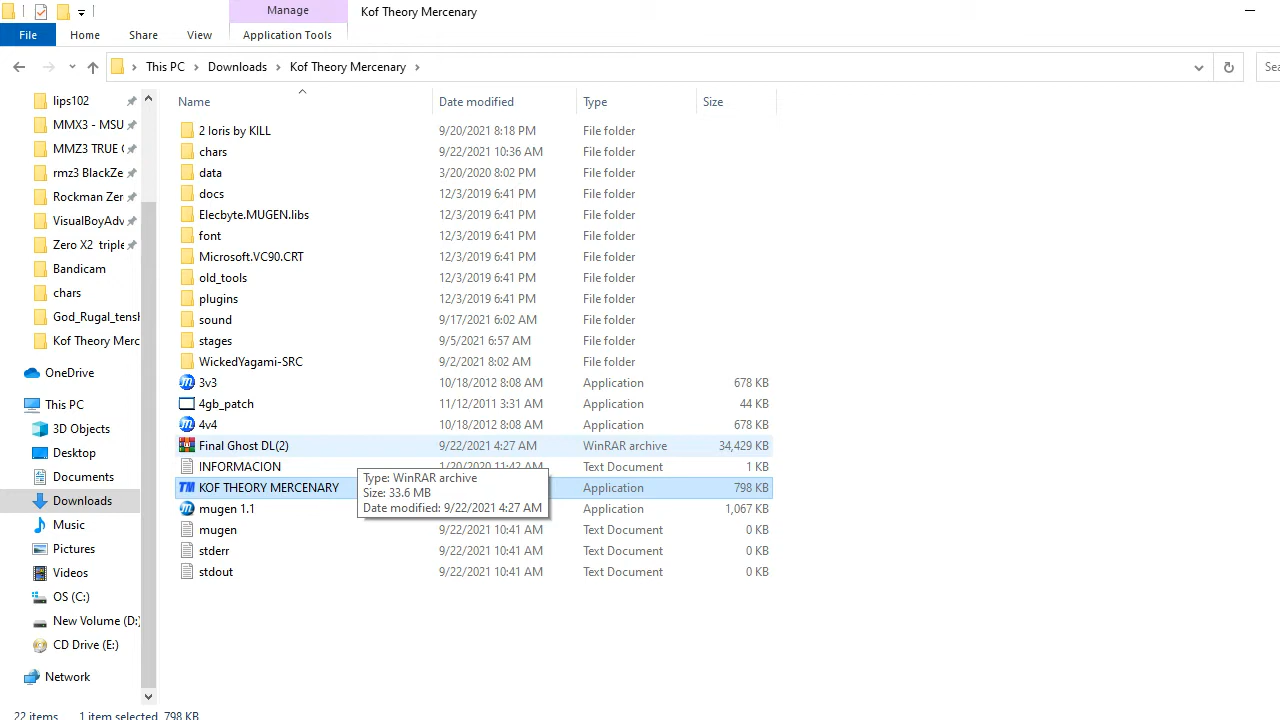 Manage
Kof Theory Mercenary
File
Home
Share
View
Application Tools
This PC
Downloads
Kof Theory Mercenary
Sea
Name
Date modified
Type
Size
lips102
MMX3 - MSU
MMZ3 TRUE
rmz3 BlackZe
Rockman Zer
VisualBoyAdv
Zero X2 triple
Bandicam
chars
God_Rugal_tensh
Kof Theory Merc
OneDrive
This PC
3D Objects
Desktop
Documents
Downloads
Music
Pictures
Videos
OS (C:)
New Volume (D:)
CD Drive (E:)
Network
2 loris by KILL 9/20/2021 8:18 PM File folder
chars 9/22/2021 10:36 AM File folder
data 3/20/2020 8:02 PM File folder
docs 12/3/2019 6:41 PM File folder
Elecbyte.MUGEN.libs 12/3/2019 6:41 PM File folder
font 12/3/2019 6:41 PM File folder
Microsoft.VC90.CRT 12/3/2019 6:41 PM File folder
old_tools 12/3/2019 6:41 PM File folder
plugins 12/3/2019 6:41 PM File folder
sound 9/17/2021 6:02 AM File folder
stages 9/5/2021 6:57 AM File folder
WickedYagami-SRC 9/2/2021 8:02 AM File folder
3v3 10/18/2012 8:08 AM Application 678 KB
4gb_patch 11/12/2011 3:31 AM Application 44 KB
4v4 10/18/2012 8:08 AM Application 678 KB
Final Ghost DL(2) 9/22/2021 4:27 AM WinRAR archive 34,429 KB
INFORMACION 1/20/2020 11:42 AM Text Document 1 KB
KOF THEORY MERCENARY Application 798 KB
Type: WinRAR archive
Size: 33.6 MB
Date modified: 9/22/2021 4:27 AM
mugen 1.1 Application 1,067 KB
mugen 9/22/2021 10:41 AM Text Document 0 KB
stderr 9/22/2021 10:41 AM Text Document 0 KB
stdout 9/22/2021 10:41 AM Text Document 0 KB
22 items 1 item selected 798 KB